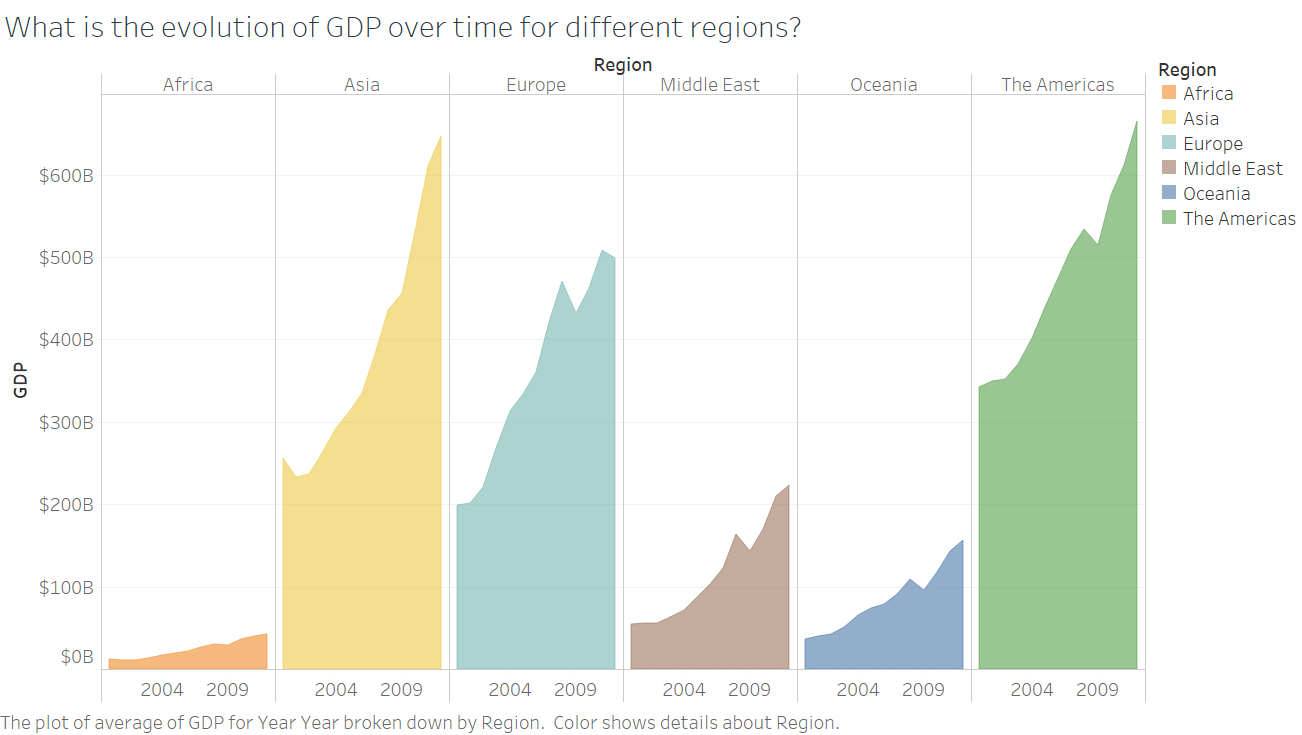 What is the evolution of GDP over time for different regions?
Region
Africa Asia Europe Middle East Oceania The Americas
$600B
$500B
$400B
$300B
$200B
$100B
$0B
GDP
2004 2009 2004 2009 2004 2009 2004 2009 2004 2009 2004 2009
Region
Africa
Asia
Europe
Middle East
Oceania
The Americas
The plot of average of GDP for Year Year broken down by Region. Color shows details about Region.